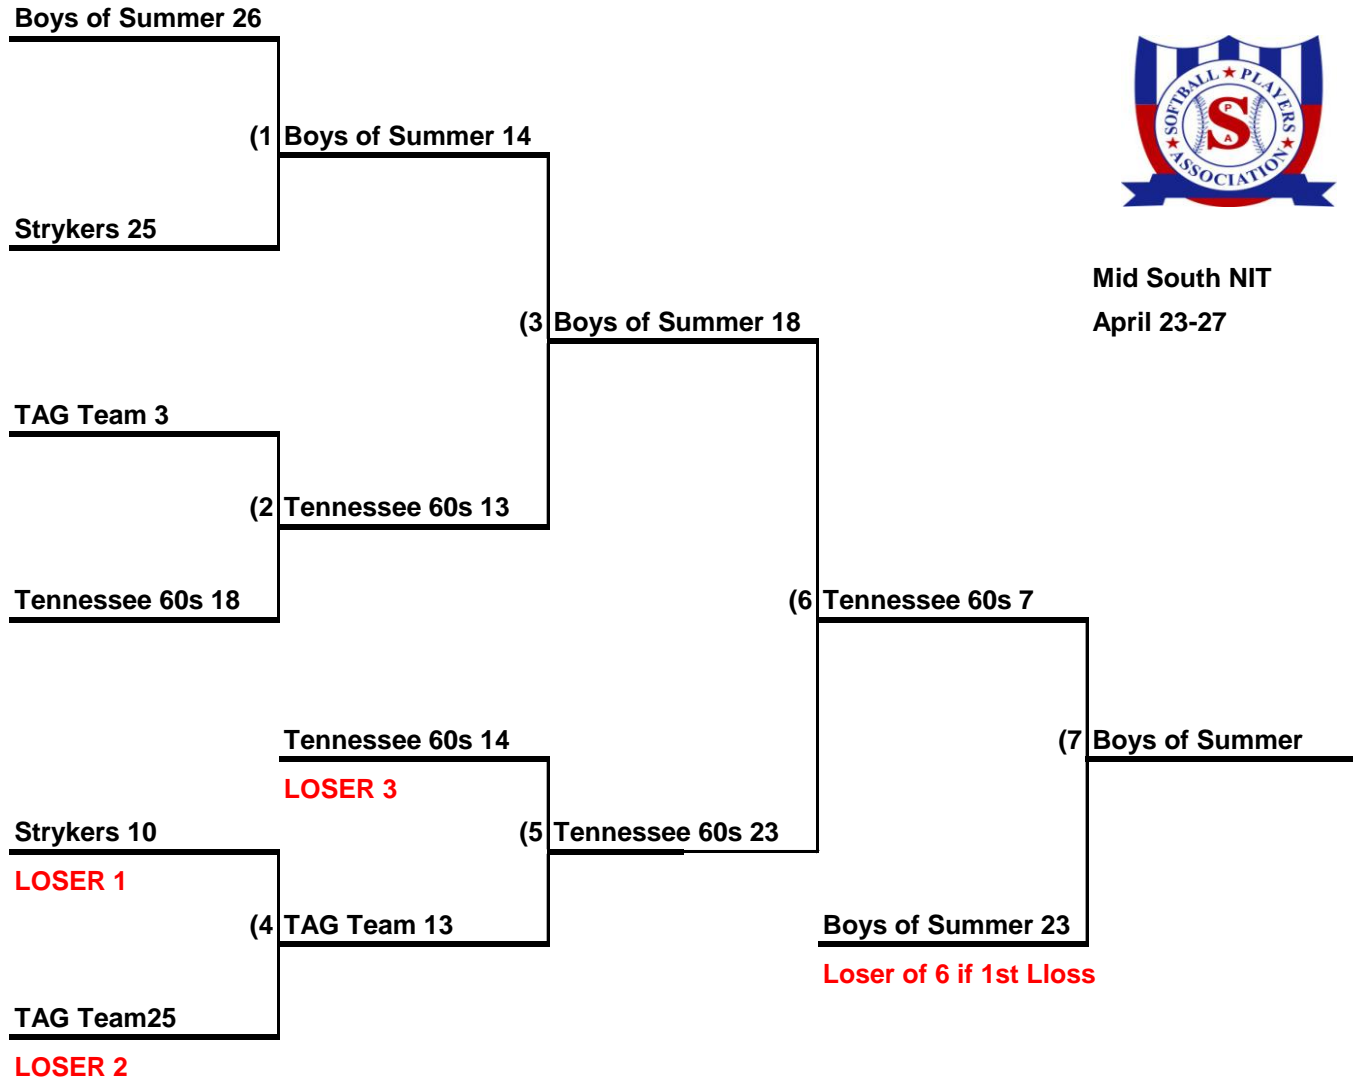 Boys of Summer 26
(1 Boys of Summer 14
Strykers 25
SOFTBALL ★ PLAYERS
★ ASSOCIATION ★
P
S
A
Mid South NIT
April 23-27
(3 Boys of Summer 18
TAG Team 3
(2 Tennessee 60s 13
Tennessee 60s 18
(6 Tennessee 60s 7
Tennessee 60s 14
LOSER 3
(7 Boys of Summer
Strykers 10
LOSER 1
(5 Tennessee 60s 23
(4 TAG Team 13
Boys of Summer 23
Loser of 6 if 1st Lloss
TAG Team25
LOSER 2